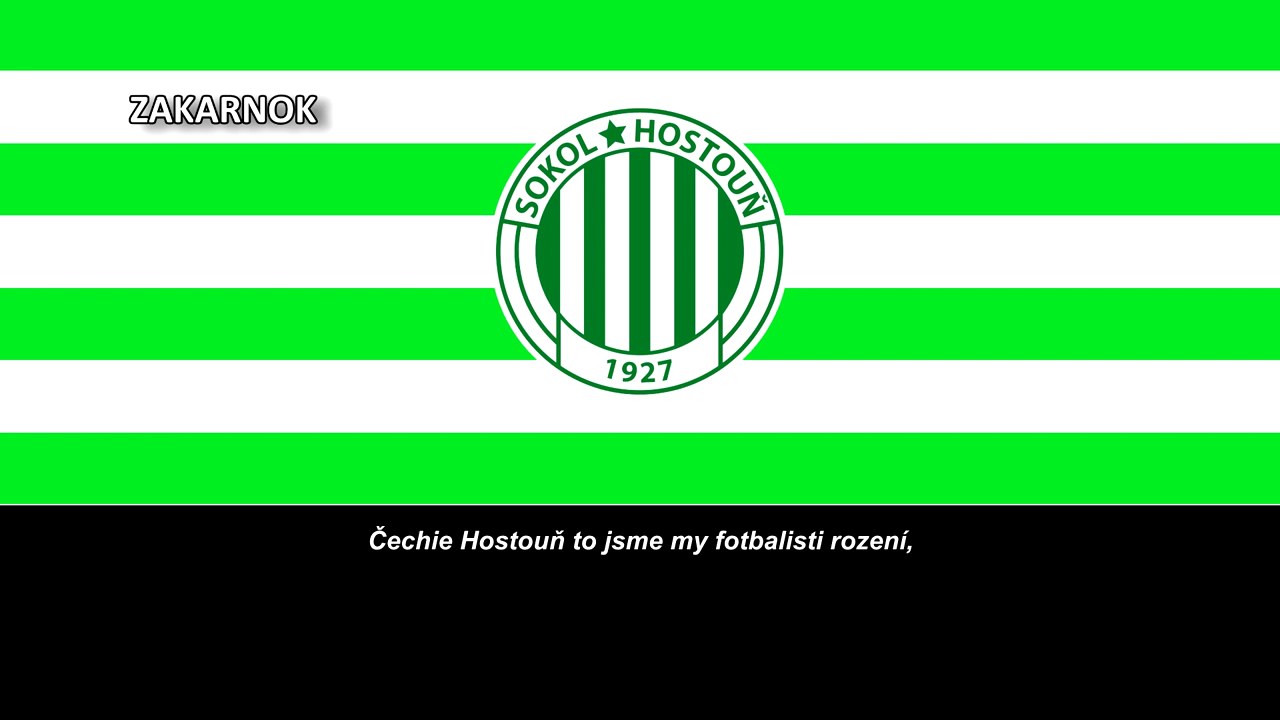 ZAKARNOK
SOKOL ★ HOSTOUŇ
1927
Čechie Hostouň to jsme my fotbalisti rození,